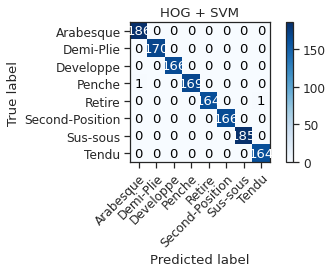 HOG + SVM
Arabesque 186 0 0 0 0 0 0 0
Demi-Plie 0 170 0 0 0 0 0 0
Developpe 0 0 166 0 0 0 0 0
Penche 1 0 0 169 0 0 0 0
Retire 0 0 0 0 164 0 0 1
Second-Position 0 0 0 0 0 166 0 0
Sus-sous 0 0 0 0 0 0 185 0
Tendu 0 0 0 0 0 0 0 164
True label
Arabesque Demi-Plie Developpe Penche Retire Second-Position Sus-sous Tendu
Predicted label
150
100
50
0